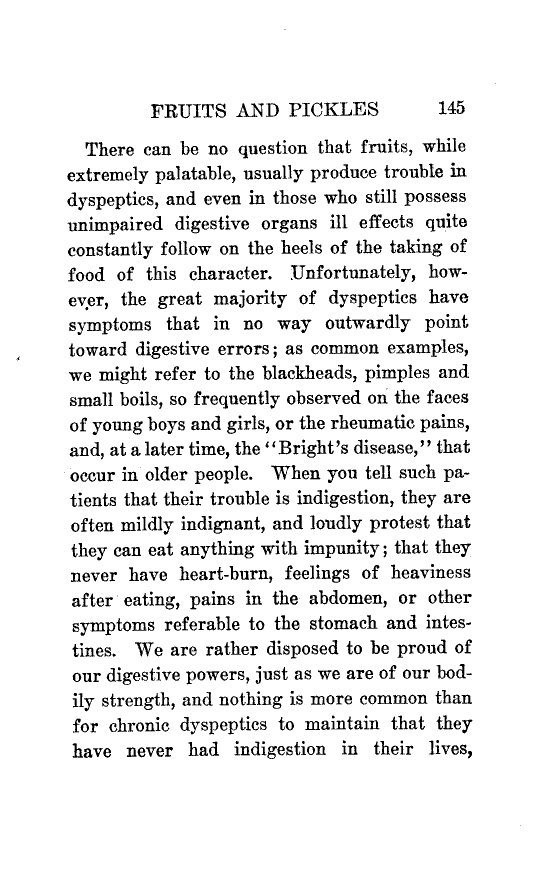 FRUITS AND PICKLES 145
There can be no question that fruits, while
extremely palatable, usually produce trouble in
dyspeptics, and even in those who still possess
unimpaired digestive organs ill effects quite
constantly follow on the heels of the taking of
food of this character. Unfortunately, how-
ever, the great majority of dyspeptics have
symptoms that in no way outwardly point
toward digestive errors; as common examples,
we might refer to the blackheads, pimples and
small boils, so frequently observed on the faces
of young boys and girls, or the rheumatic pains,
and, at a later time, the "Bright's disease," that
occur in older people. When you tell such pa-
tients that their trouble is indigestion, they are
often mildly indignant, and loudly protest that
they can eat anything with impunity; that they
never have heart-burn, feelings of heaviness
after eating, pains in the abdomen, or other
symptoms referable to the stomach and intes-
tines. We are rather disposed to be proud of
our digestive powers, just as we are of our bod-
ily strength, and nothing is more common than
for chronic dyspeptics to maintain that they
have never had indigestion in their lives,